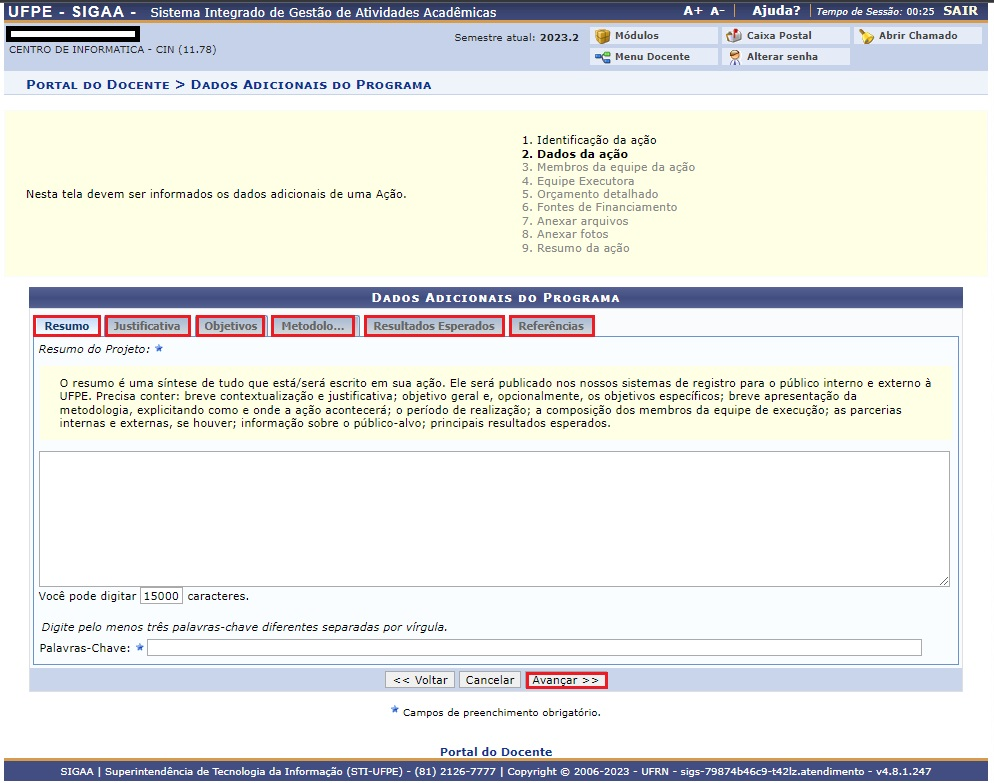 UFPE - SIGAA - Sistema Integrado de Gestão de Atividades Acadêmicas
A+ A- Ajuda? Tempo de Sessão: 00:25 SAIR
CENTRO DE INFORMATICA - CIN (11.78)
Semestre atual: 2023.2
Módulos Caixa Postal Abrir Chamado
Menu Docente Alterar senha
PORTAL DO DOCENTE > DADOS ADICIONAIS DO PROGRAMA
Nesta tela devem ser informados os dados adicionais de uma Ação.
1. Identificação da ação
2. Dados da ação
3. Membros da equipe da ação
4. Equipe Executora
5. Orçamento detalhado
6. Fontes de Financiamento
7. Anexar arquivos
8. Anexar fotos
9. Resumo da ação
DADOS ADICIONAIS DO PROGRAMA
Resumo Justificativa Objetivos Metodolo... Resultados Esperados Referências
Resumo do Projeto:
O resumo é uma síntese de tudo que está/será escrito em sua ação. Ele será publicado nos nossos sistemas de registro para o público interno e externo à
UFPE. Precisa conter: breve contextualização e justificativa; objetivo geral e, opcionalmente, os objetivos específicos; breve apresentação da
metodologia, explicitando como e onde a ação acontecerá; o período de realização; a composição dos membros da equipe de execução; as parcerias
internas e externas, se houver; informação sobre o público-alvo; principais resultados esperados.
Você pode digitar 15000 caracteres.
Digite pelo menos três palavras-chave diferentes separadas por vírgula.
Palavras-Chave:
<< Voltar Cancelar Avançar >>
Campos de preenchimento obrigatório.
Portal do Docente
SIGAA | Superintendência de Tecnologia da Informação (STI-UFPE) - (81) 2126-7777 | Copyright © 2006-2023 - UFRN - sigs-79874b46c9-t42lz.atendimento - v4.8.1.247